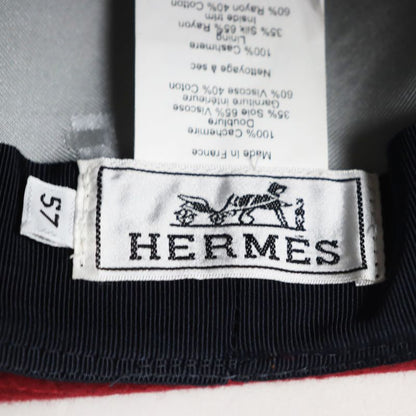 Made in France
100% Cachemire
Doublure
35% Soie 65% Viscose
Garniture intérieure
60% Viscose 40% Coton
Nettoyage à sec
100% Cashmere
Lining
35% Silk 65% Rayon
Inside trim
60% Rayon 40% Cotton
57
HERMES